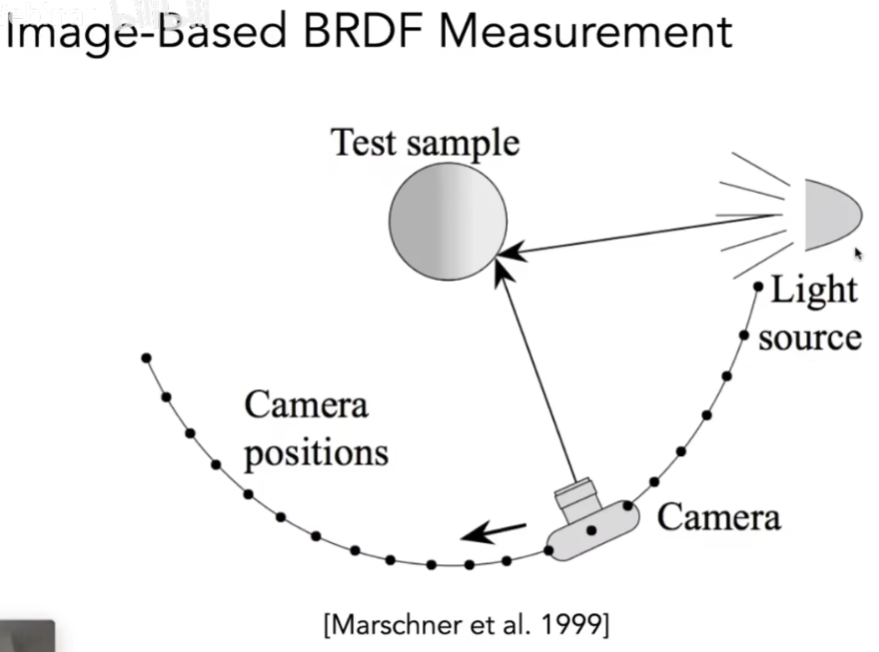 Image-Based BRDF Measurement
Test sample
Light
source
Camera
positions
Camera
[Marschner et al. 1999]